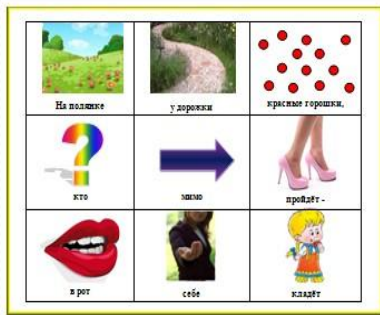 На полянке
у дорожки
красные горошки,
кто
мимо
пройдёт -
в рот
себе
кладёт